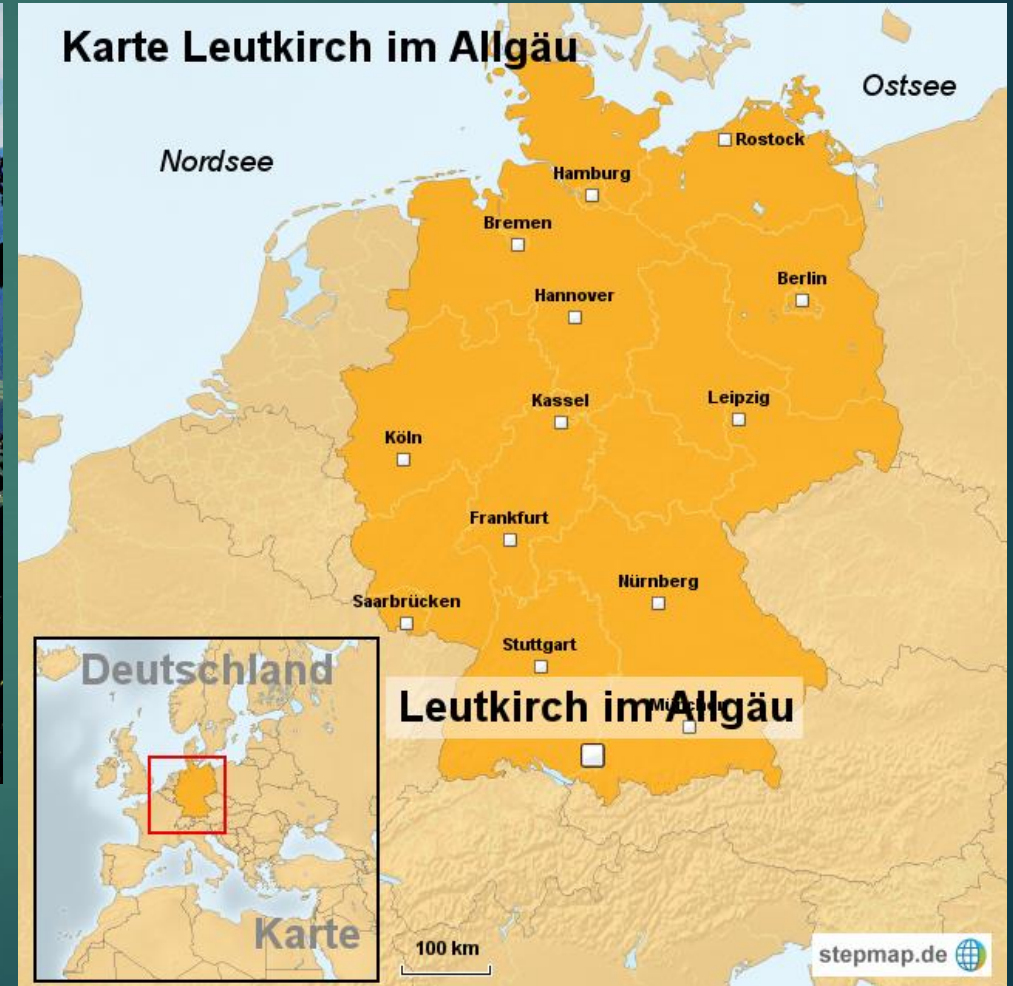 Karte Leutkirch im Allgäu
Ostsee
Nordsee
Rostock
Hamburg
Bremen
Berlin
Hannover
Kassel
Leipzig
Köln
Frankfurt
Nürnberg
Saarbrücken
Stuttgart
Deutschland
Leutkirch im Allgäu
München
Karte
100 km
stepmap.de